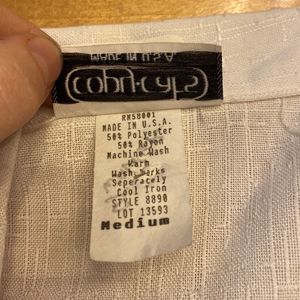 MADE IN U.S.A
RN58001
MADE IN U.S.A.
50% Polyester
50% Rayon
Machine Wash
Warm
Wash Darks
Seperately
Cool Iron
STYLE 8890
LOT 13593
Medium